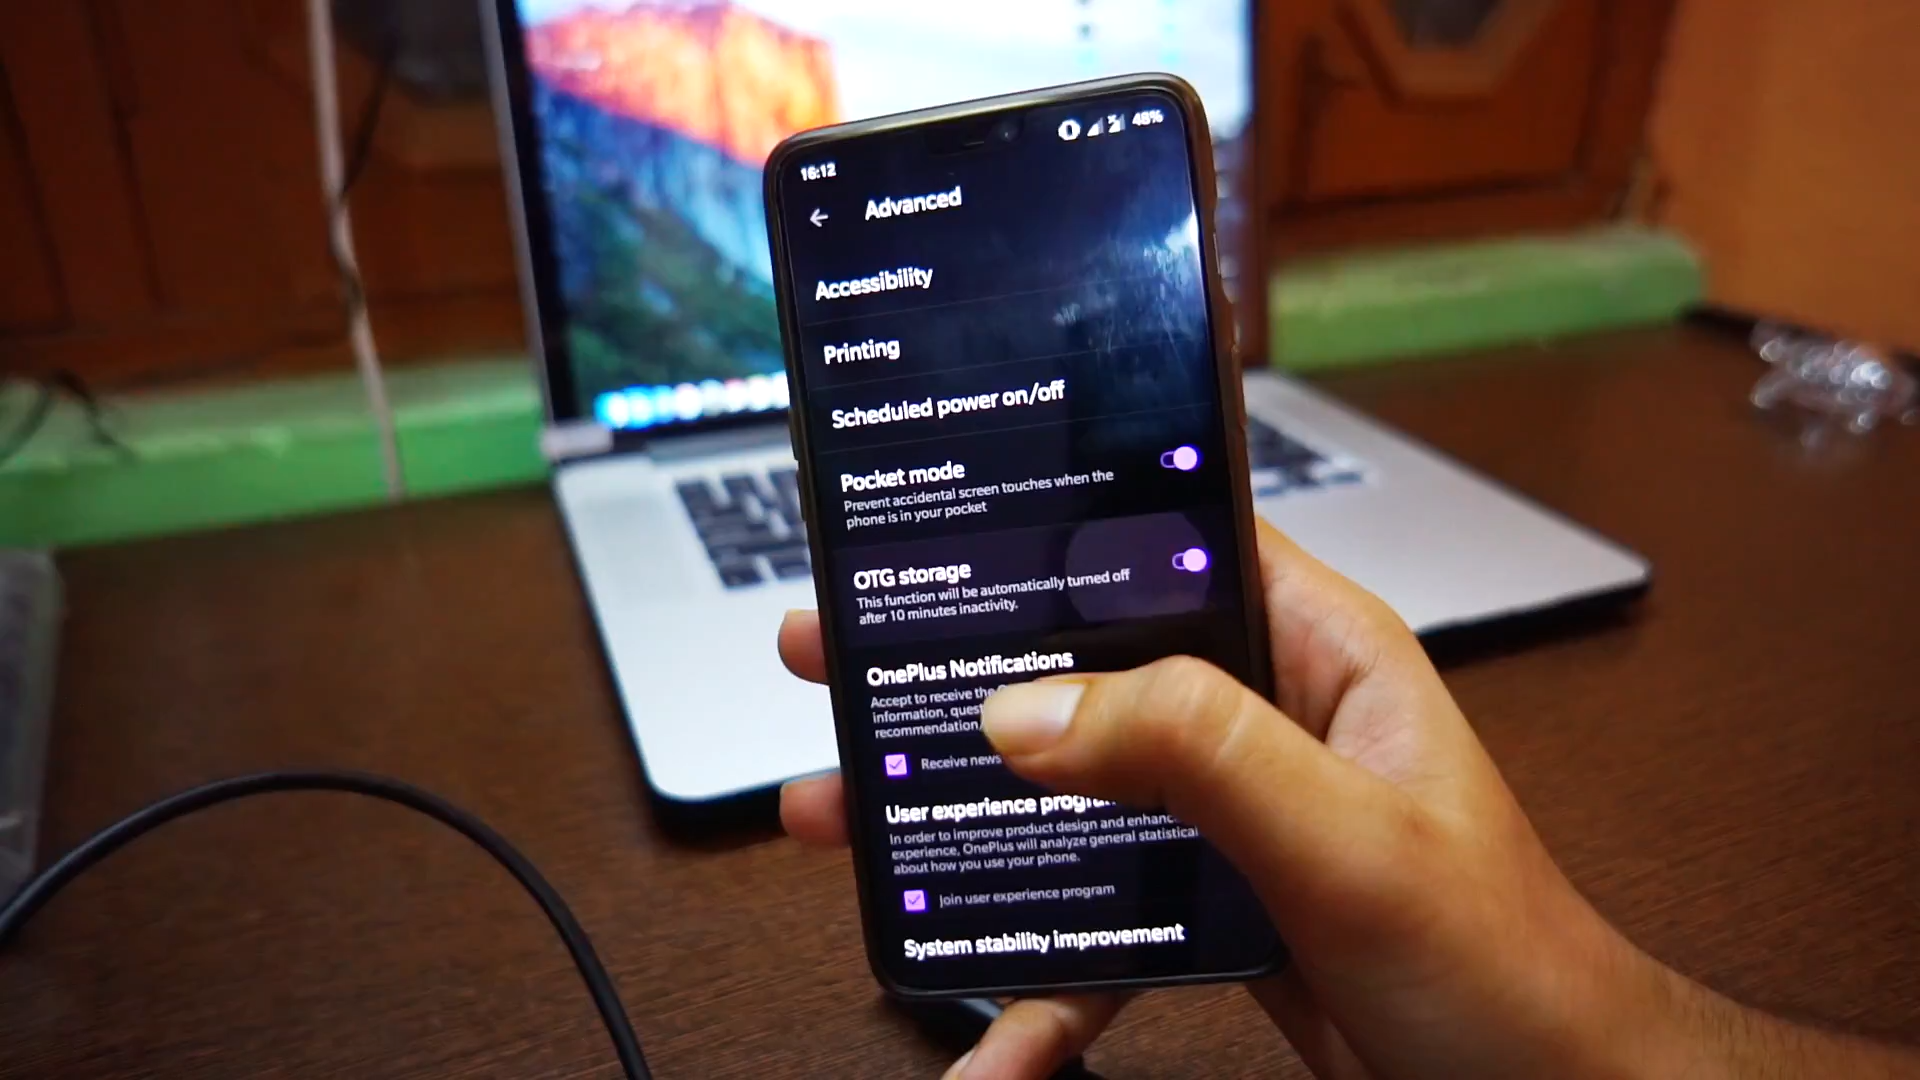 16:12
48%
Advanced
Accessibility
Printing
Scheduled power on/off
Pocket mode
Prevent accidental screen touches when the
phone is in your pocket
OTG storage
This function will be automatically turned off
after 10 minutes inactivity.
OnePlus Notifications
Accept to receive the
information,
recommendation/
Receive news
User experience
In order to improve product design and
experience, OnePlus will analyze general statistical
about how you use your phone.
Join user experience program
System stability improvement